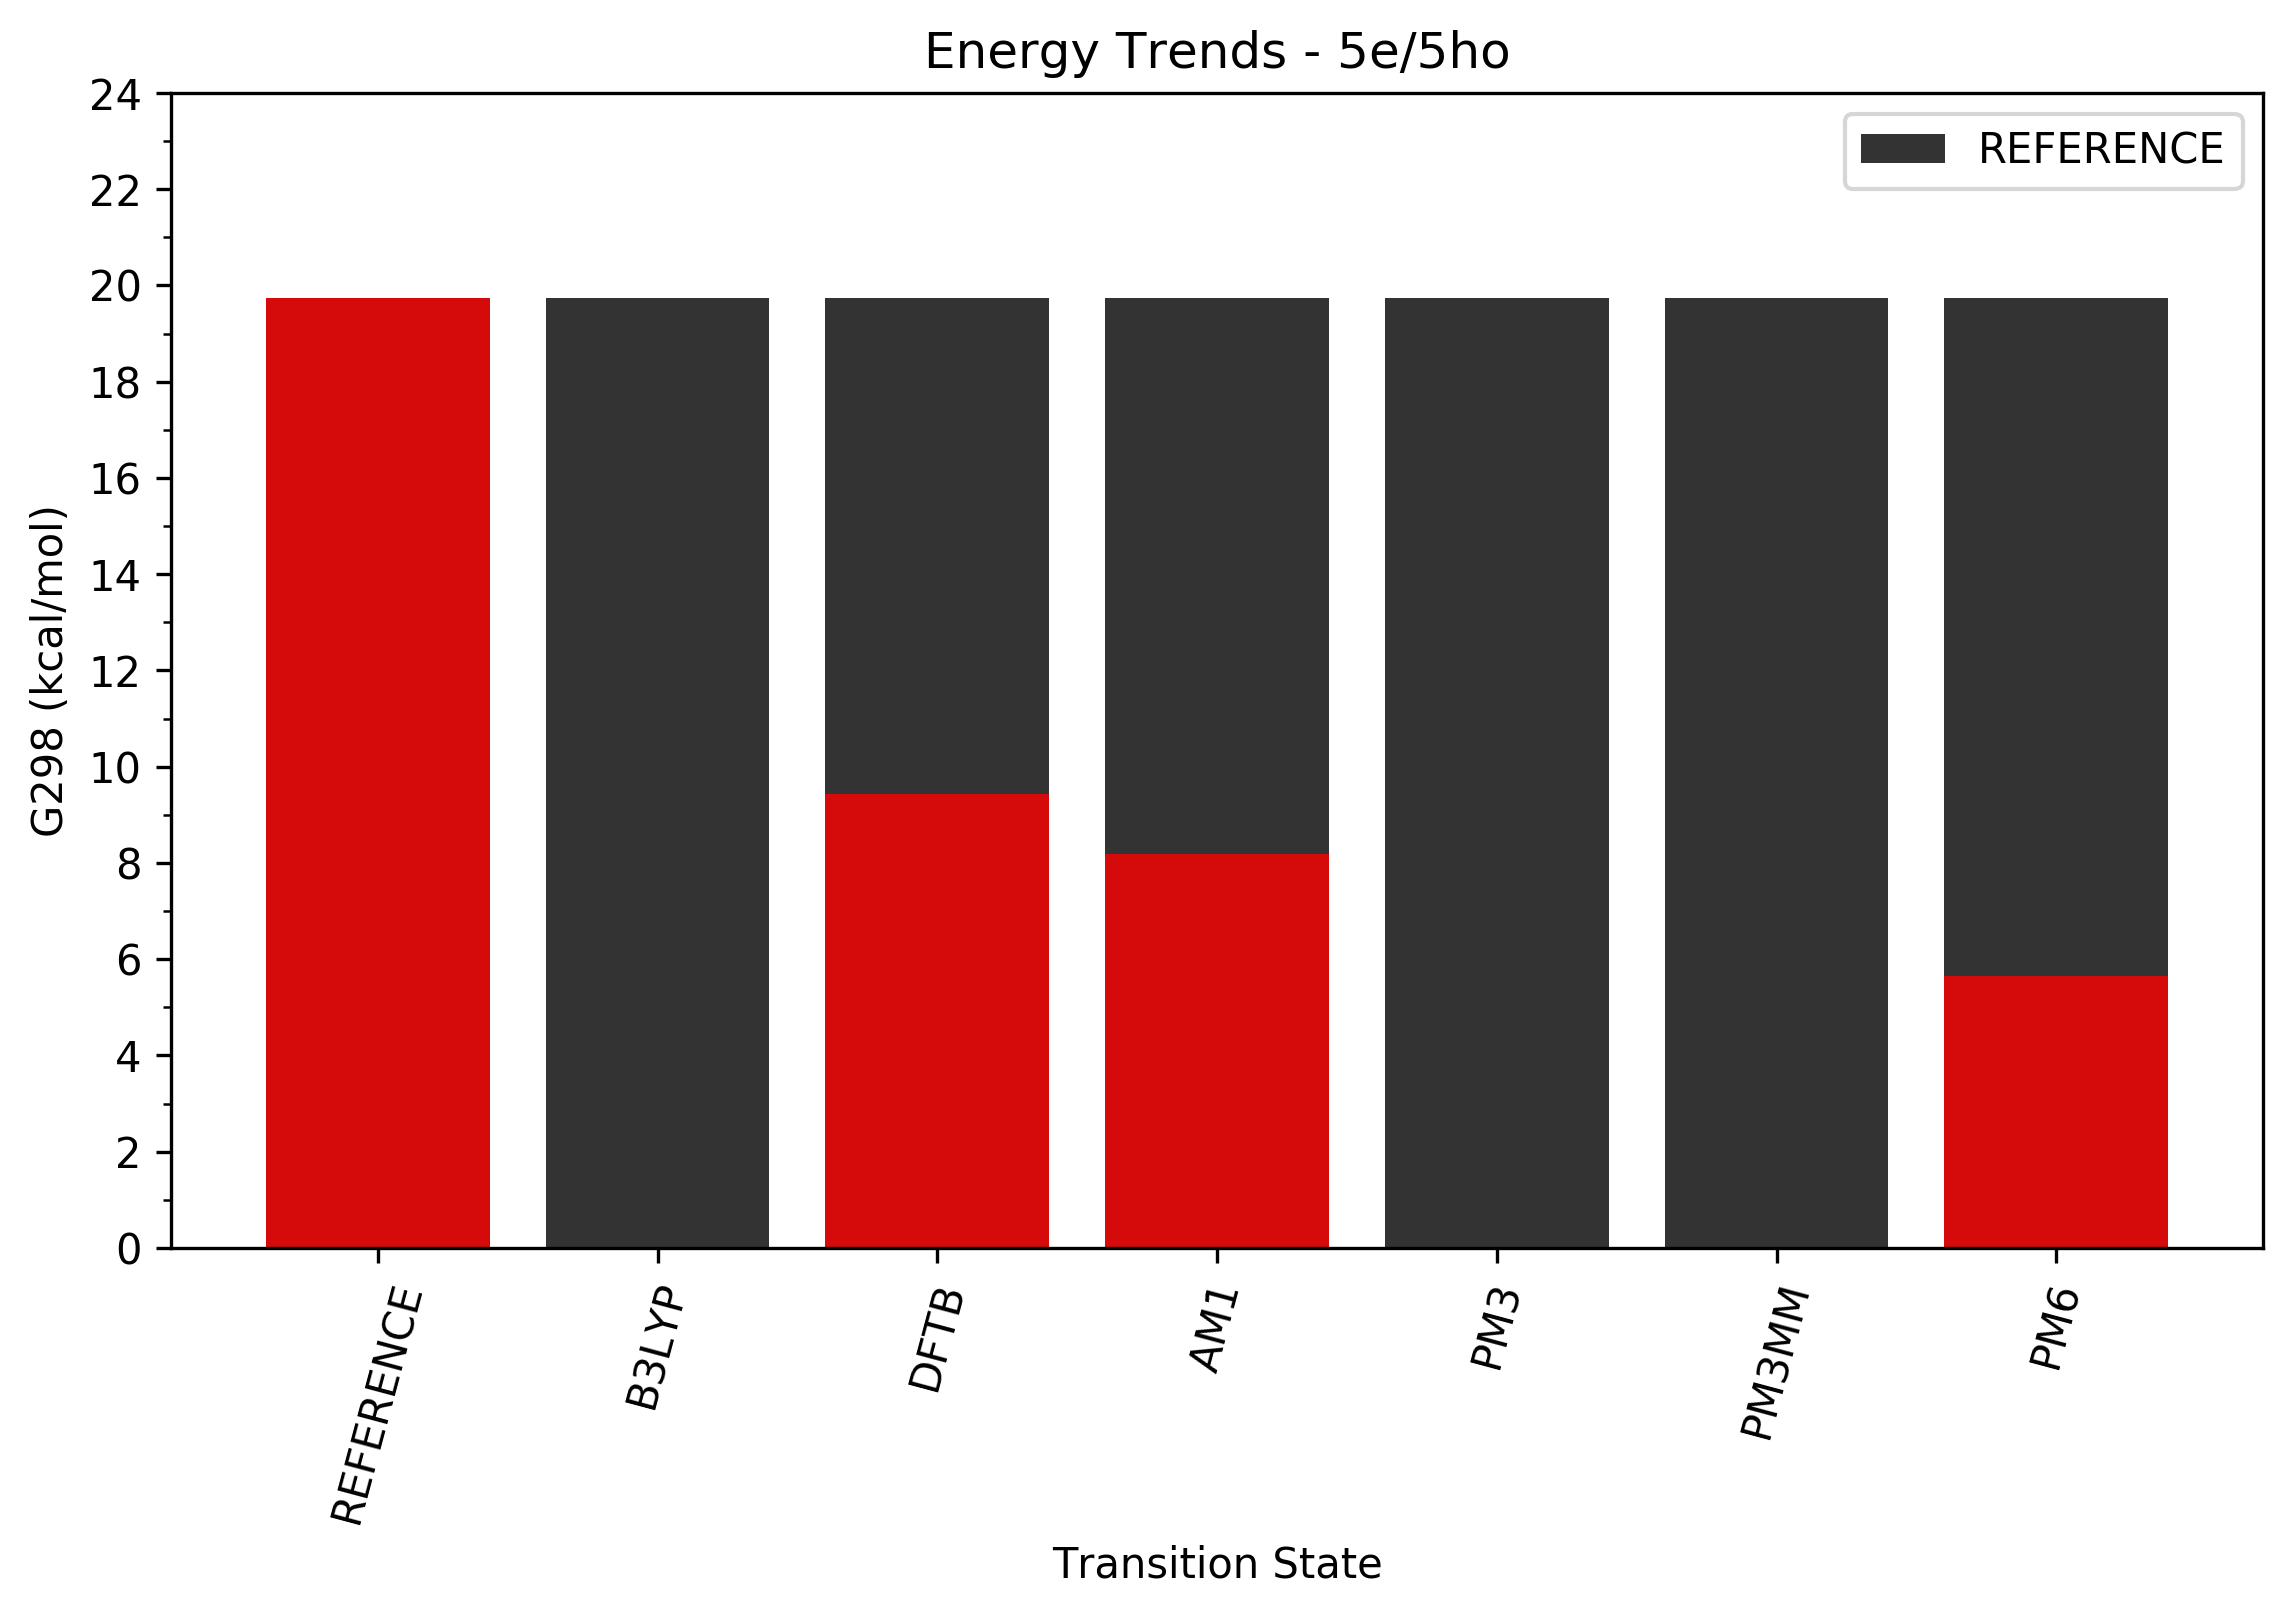 Energy Trends - 5e/5ho
REFERENCE
G298 (kcal/mol)
24
22
20
18
16
14
12
10
8
6
4
2
0
REFERENCE
B3LYP
DFTB
AM1
PM3
PM3MM
PM6
Transition State